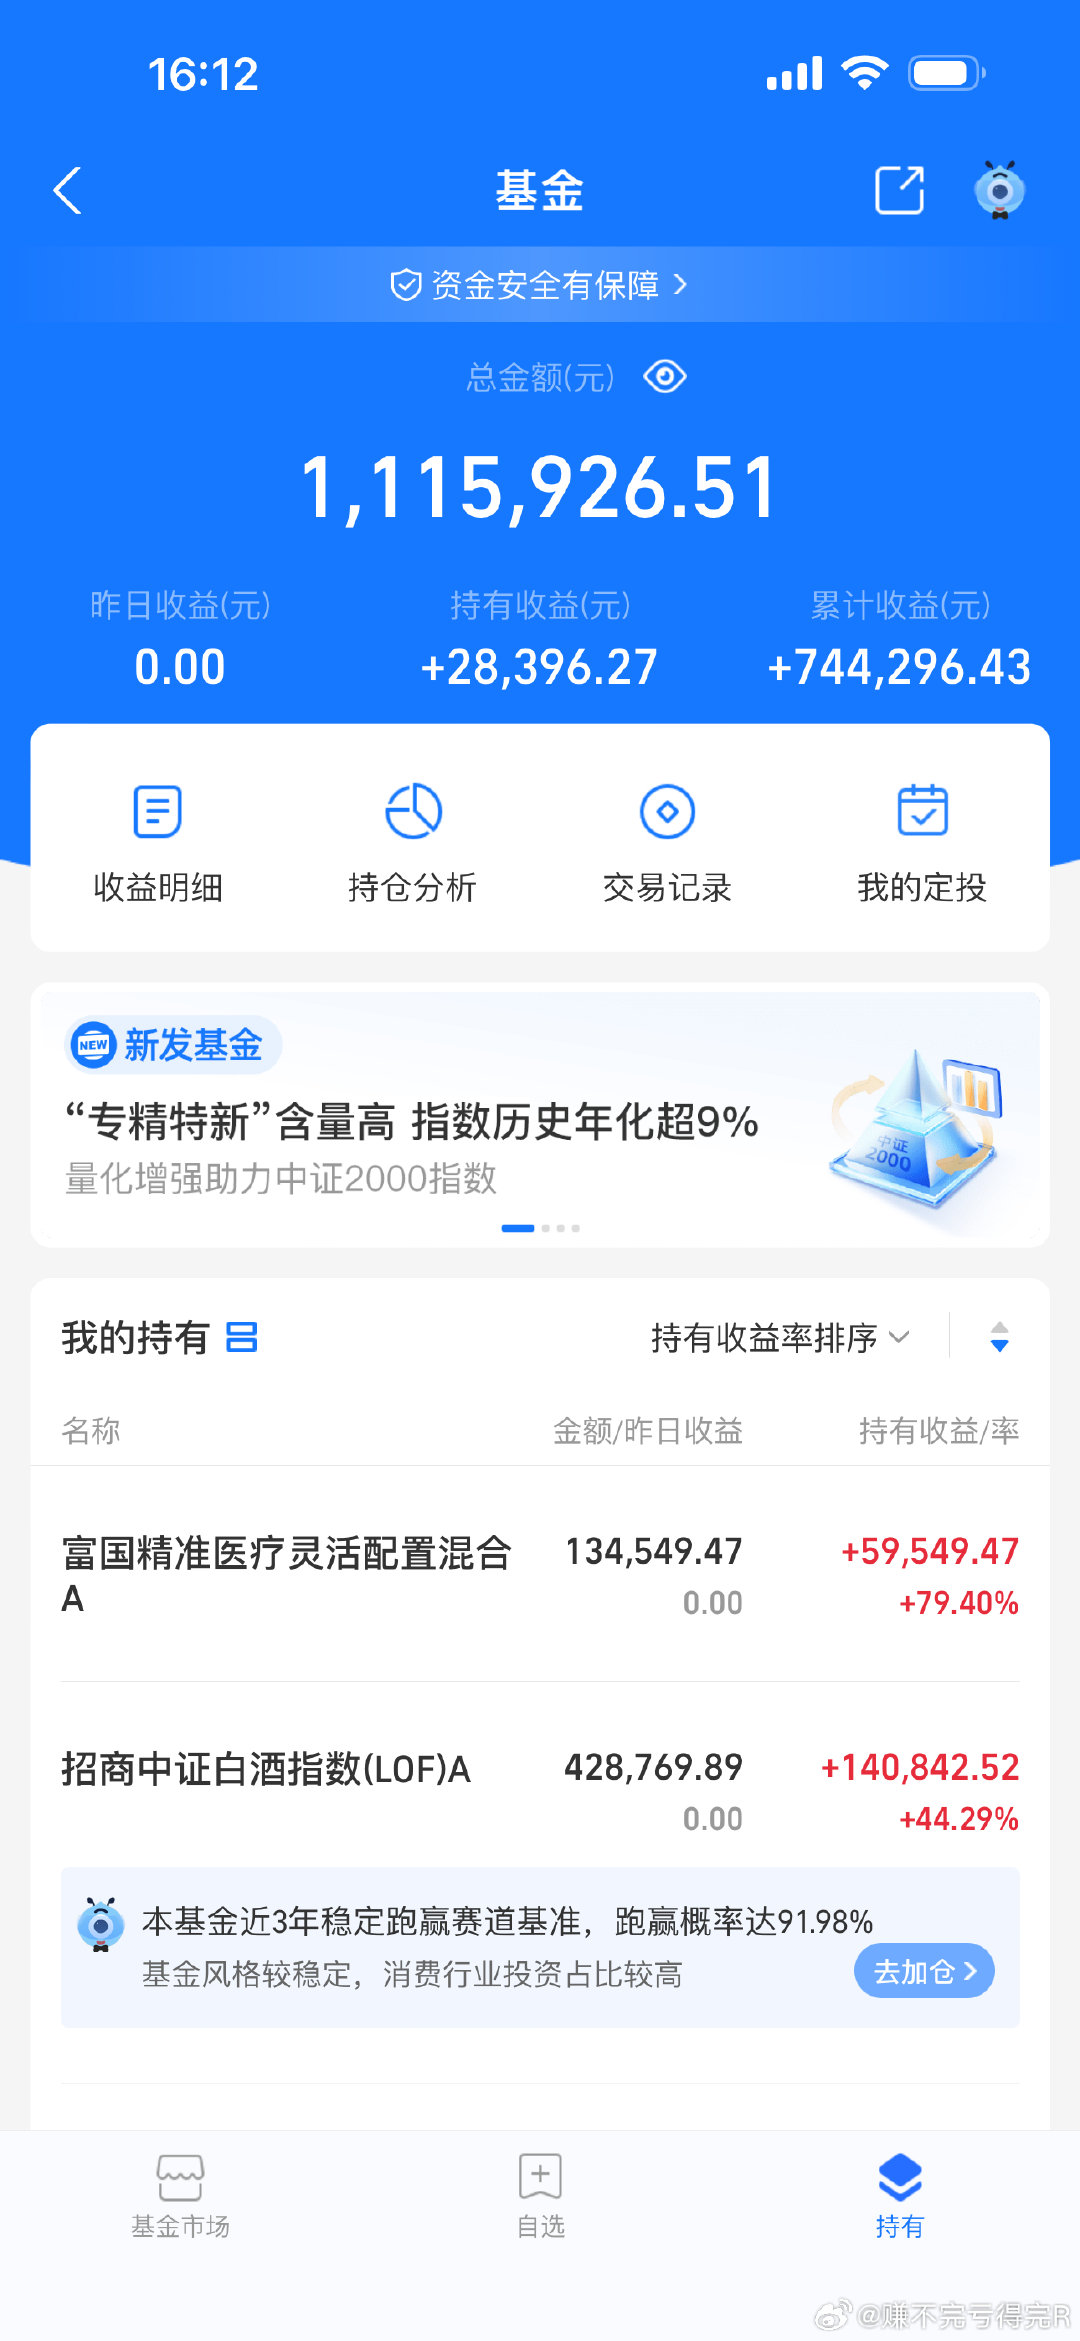 16:12
基金
资金安全有保障
总金额(元)
1,115,926.51
昨日收益(元) 持有收益(元) 累计收益(元)
0.00 +28,396.27 +744,296.43
收益明细 持仓分析 交易记录 我的定投
NEW 新发基金
“专精特新”含量高 指数历史年化超9%
量化增强助力中证2000指数
中证
2000
我的持有 持有收益率排序
名称 金额/昨日收益 持有收益/率
富国精准医疗灵活配置混合 134,549.47 +59,549.47
A 0.00 +79.40%
招商中证白酒指数(LOF)A 428,769.89 +140,842.52
0.00 +44.29%
本基金近3年稳定跑赢赛道基准，跑赢概率达91.98%
基金风格较稳定，消费行业投资占比较高 去加仓
基金市场 自选 持有
@赚不完亏得完R